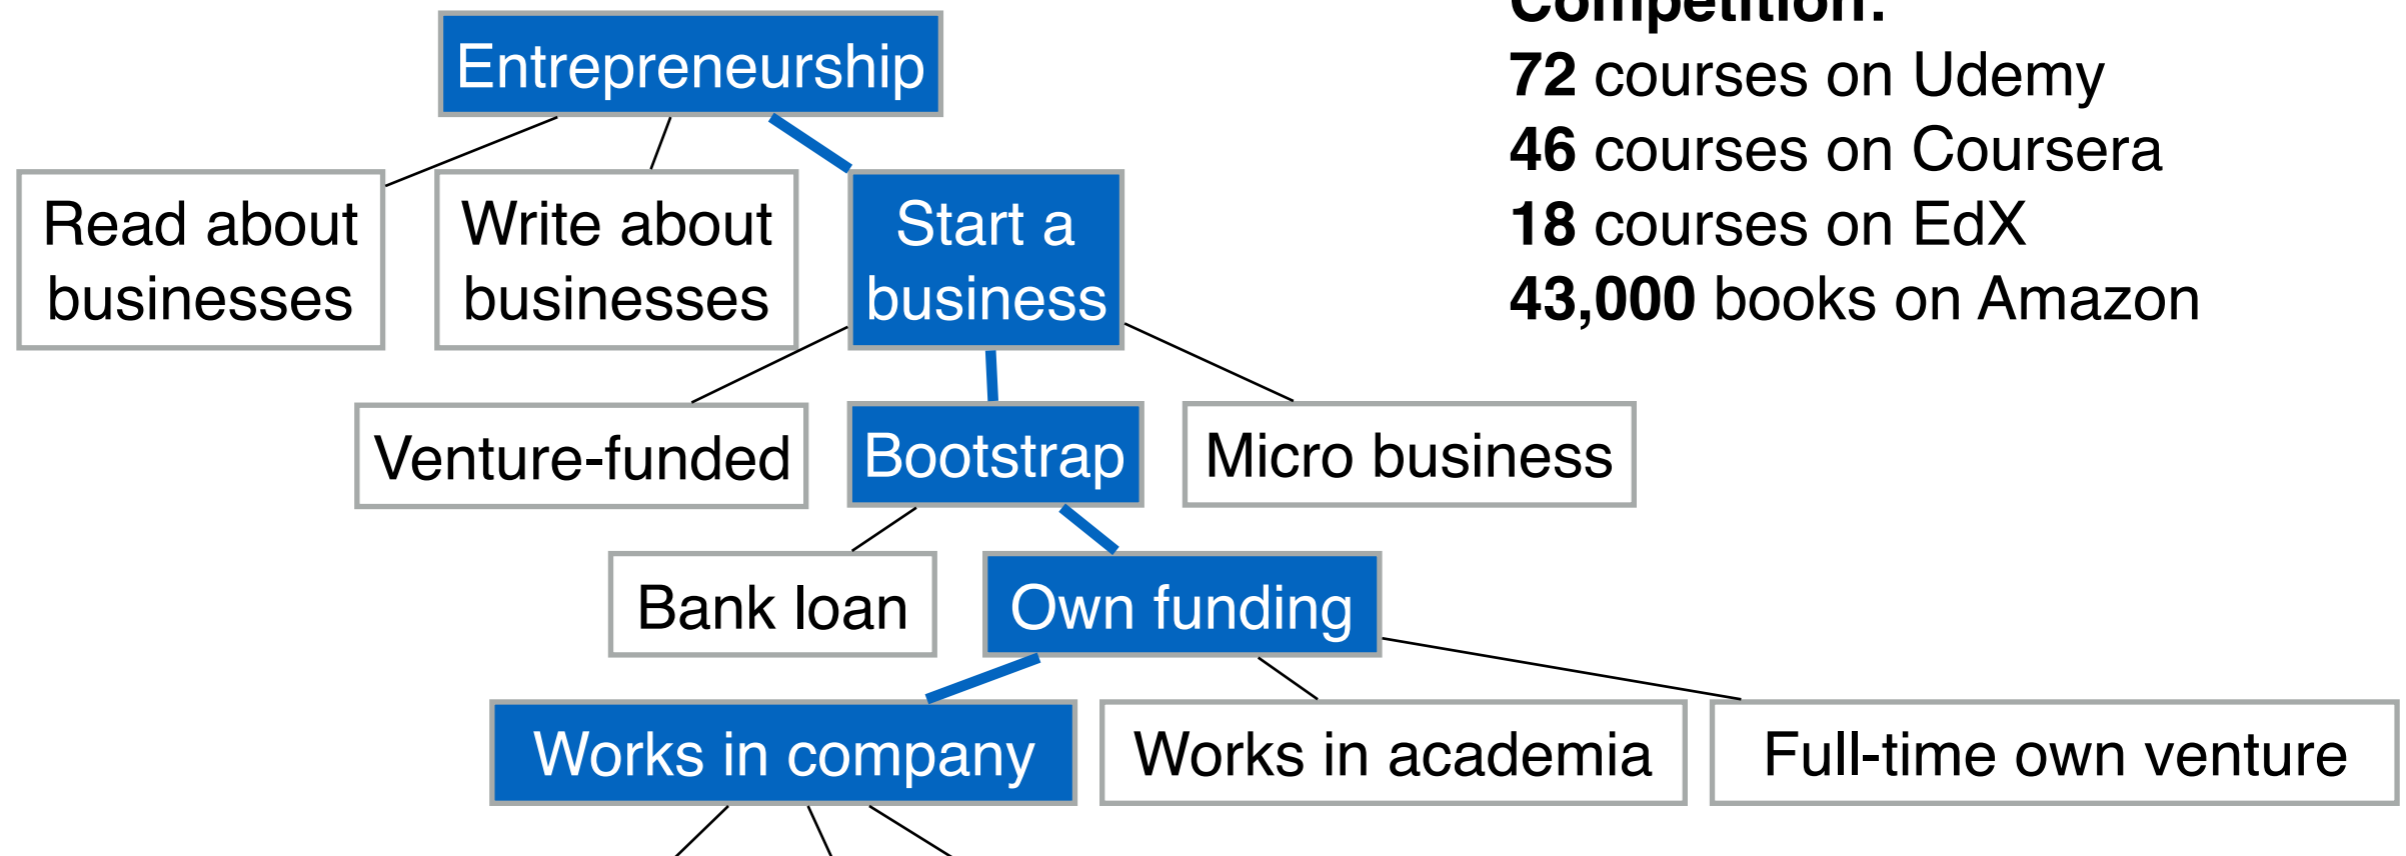 Entrepreneurship
Competition:
72 courses on Udemy
46 courses on Coursera
18 courses on EdX
43,000 books on Amazon
Read about
businesses
Write about
businesses
Start a
business
Venture-funded
Bootstrap
Micro business
Bank loan
Own funding
Works in company
Works in academia
Full-time own venture